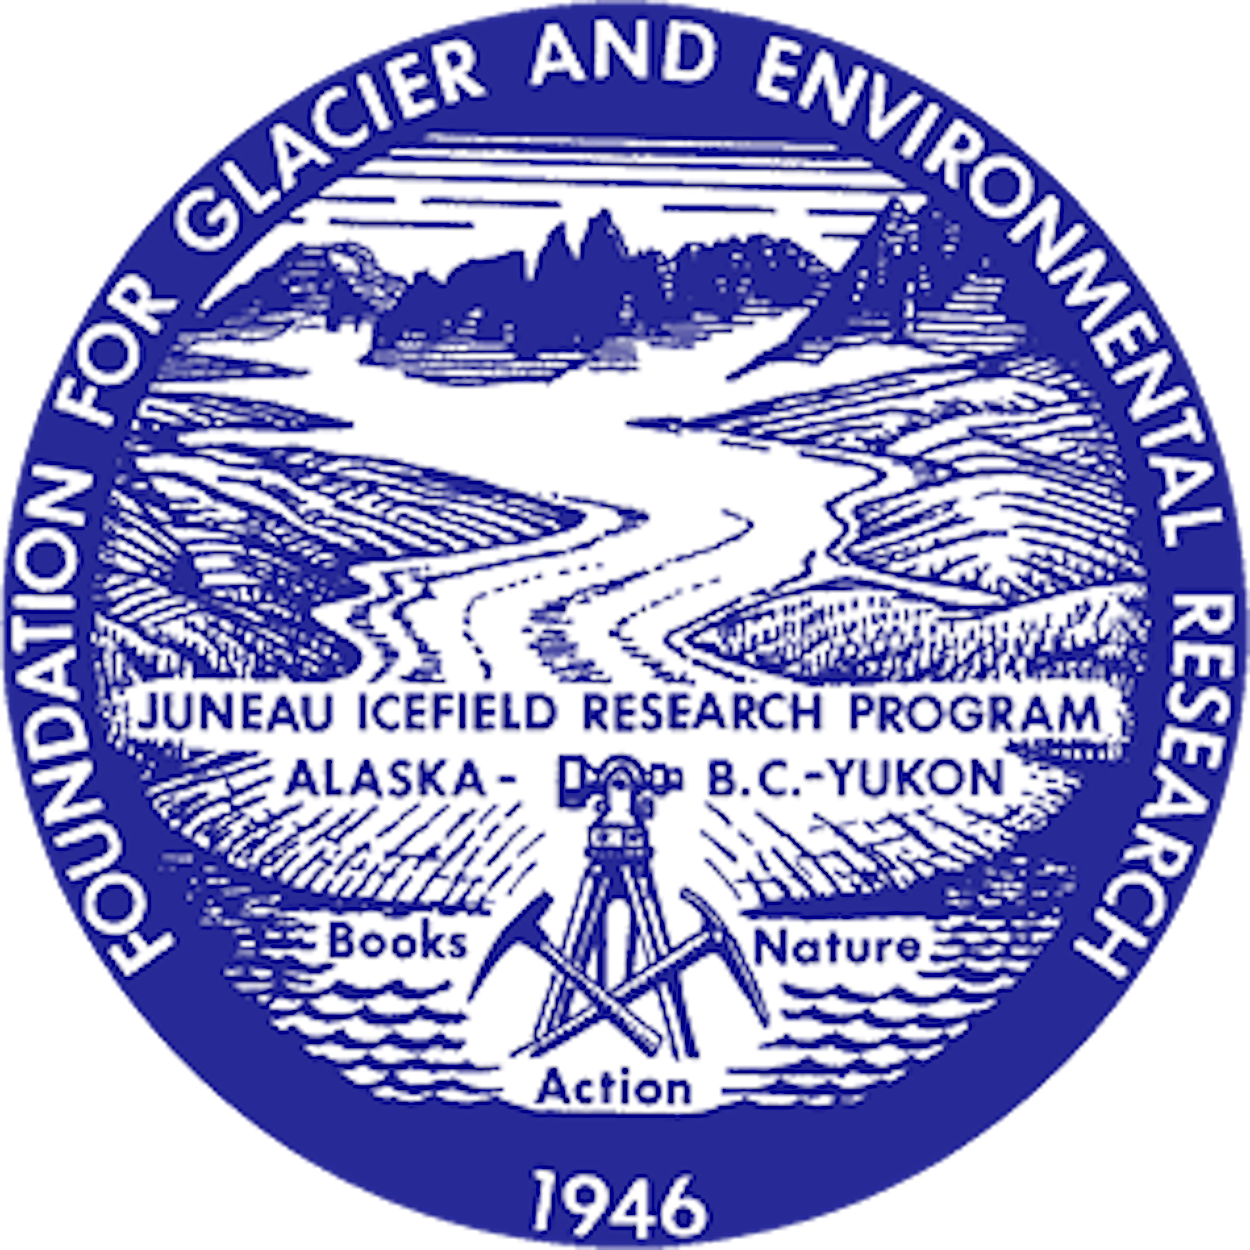 FOUNDATION FOR GLACIER AND ENVIRONMENTAL RESEARCH
JUNEAU ICEFIELD RESEARCH PROGRAM
ALASKA- B.C.-YUKON
Books Nature
Action
1946